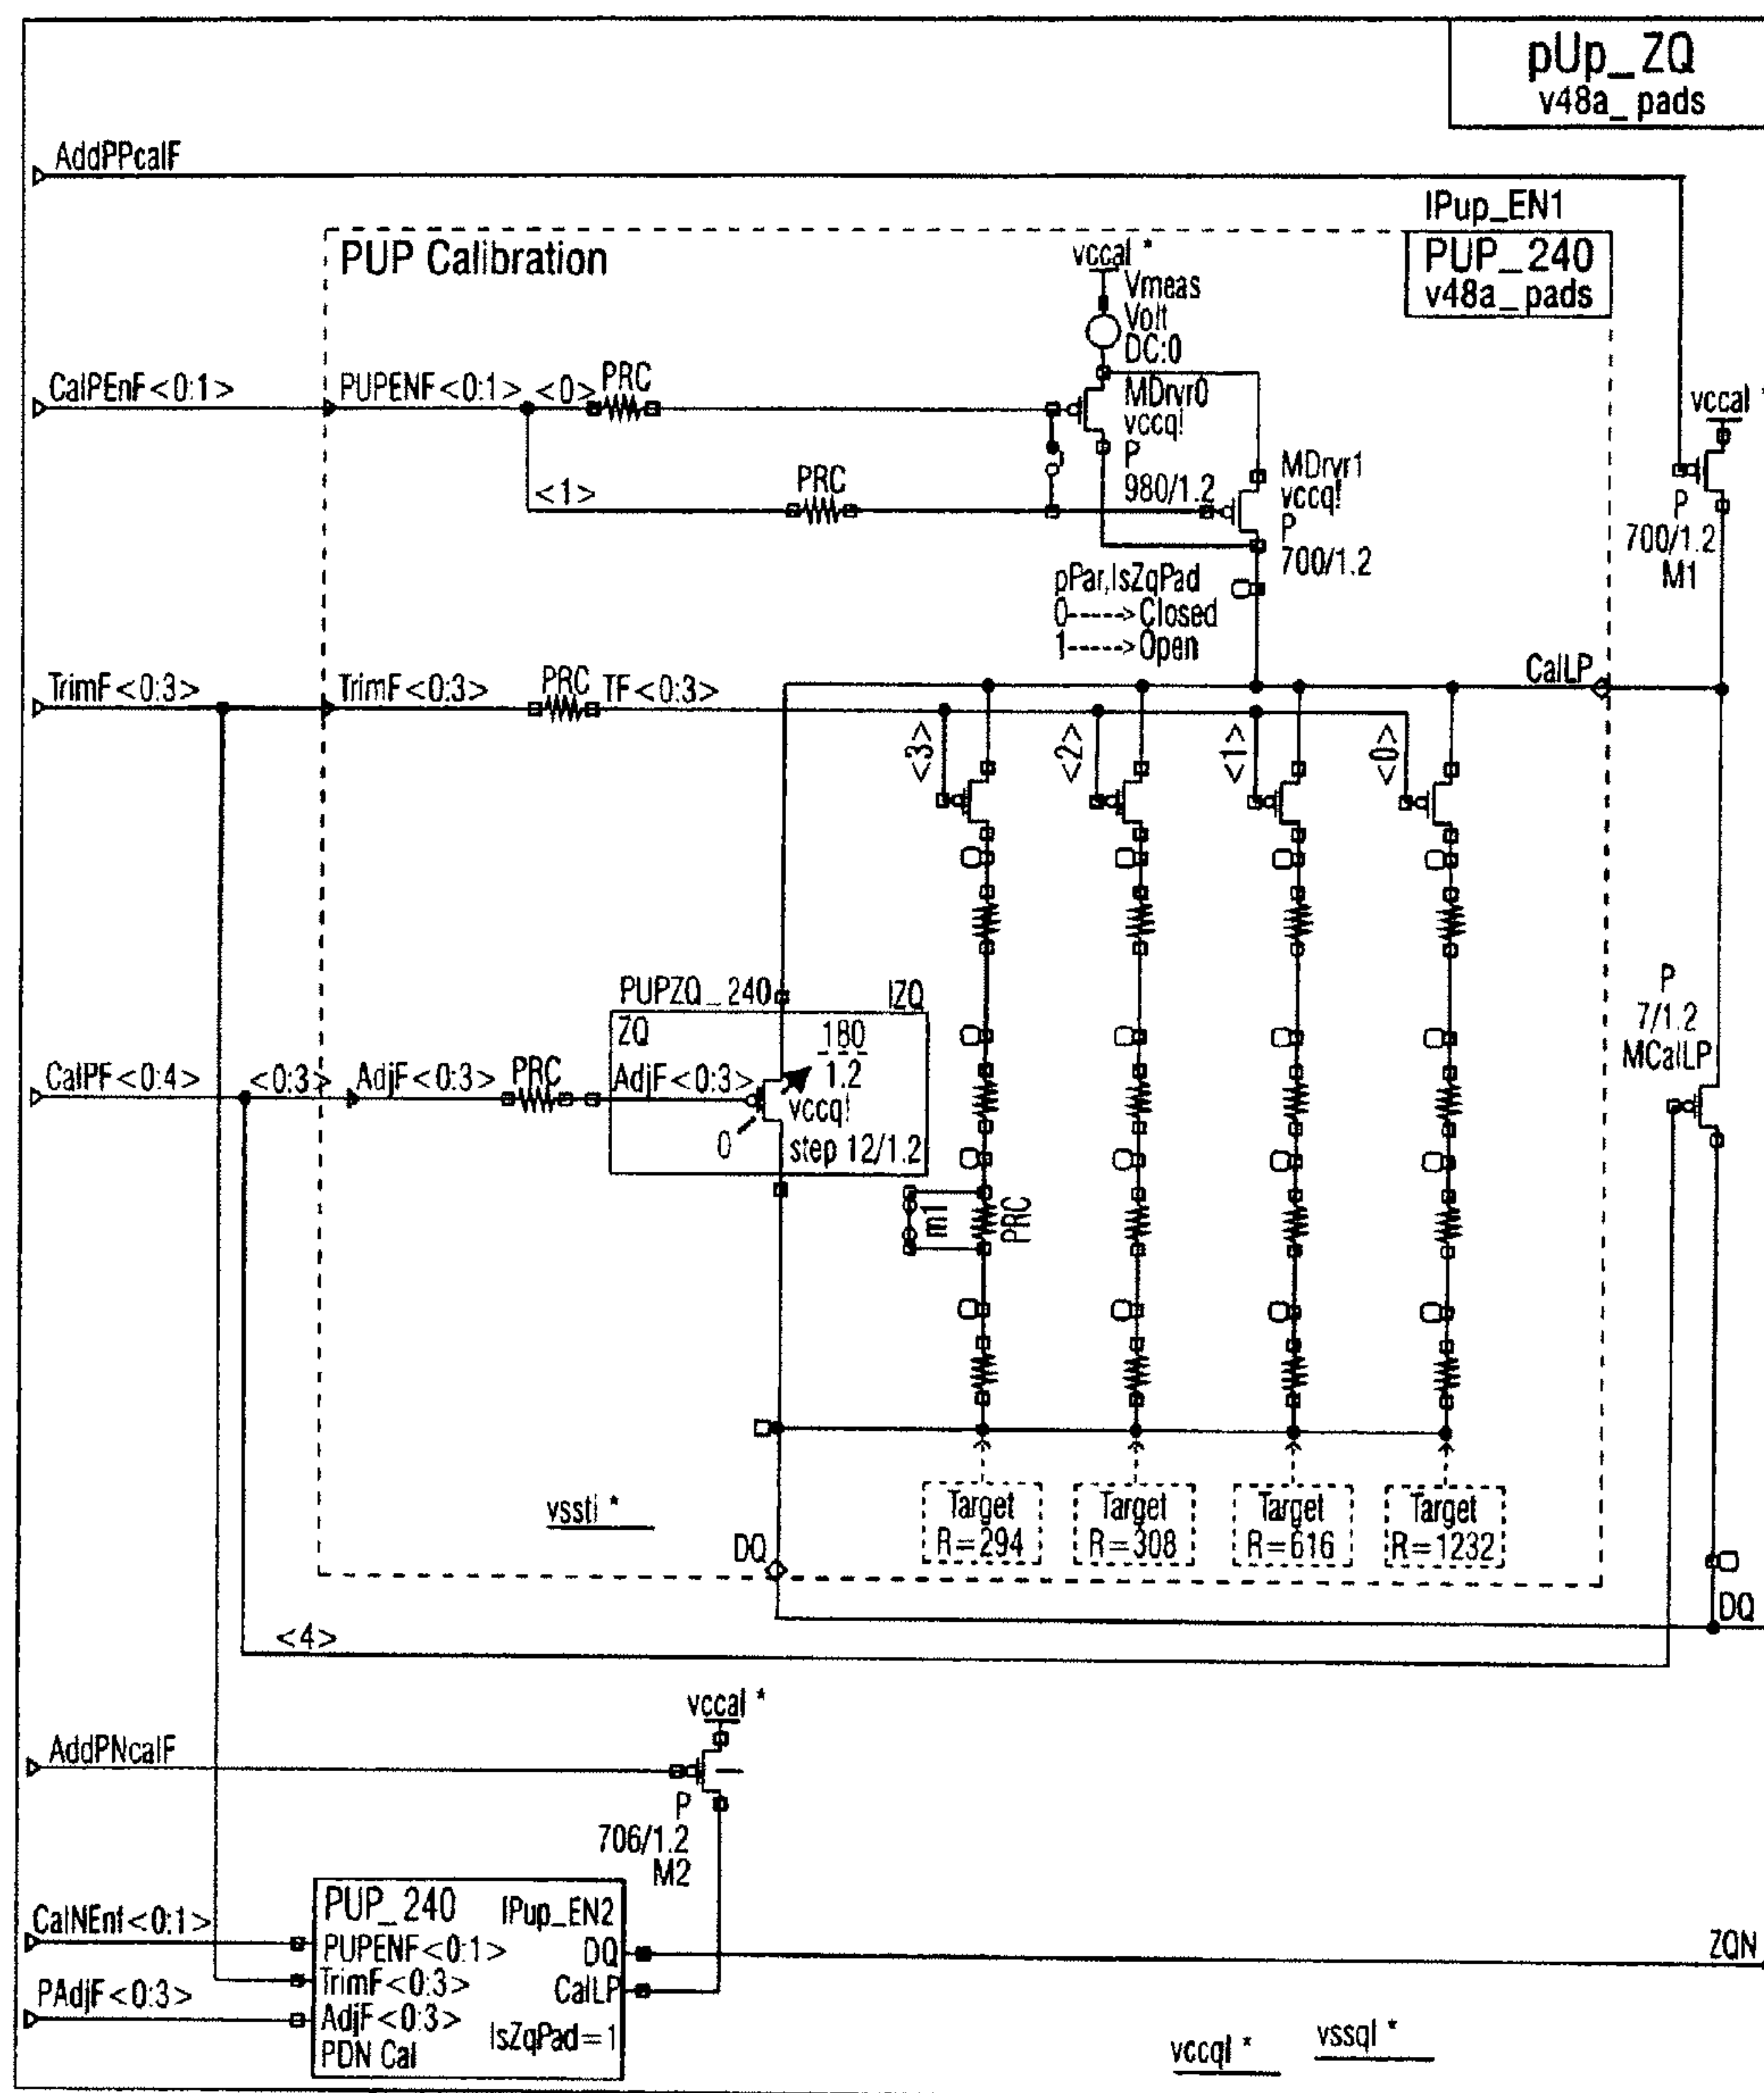 pUp_ZQ
v48a_pads
AddPPcalF
IPup_EN1
PUP Calibration
PUP_240
v48a_pads
vccal *
Vmeas
Volt
DC:0
CalPEnF<0:1>
PUPENF<0:1>
<0>
PRC
MDrvr0
vccq!
P
980/1.2
vccal *
<1>
PRC
MDrvr1
vccq!
P
700/1.2
P
700/1.2
M1
pPar,IsZqPad
0---->Closed
1---->Open
CalLP
TrimF<0:3>
TrimF<0:3>
PRC
TF<0:3>
<3>
<2>
<1>
<0>
PUPZQ_240
IZQ
ZQ
180
1.2
P
7/1.2
MCalLP
CalPF<0:4>
<0:3>
AdjF<0:3>
PRC
AdjF<0:3>
vccq!
0
step 12/1.2
m1
PRC
vssti *
Target
R=294
Target
R=308
Target
R=616
Target
R=1232
DQ
DQ
<4>
vccal *
AddPNcalF
P
706/1.2
M2
CalNEnf<0:1>
PUP_240
IPup_EN2
PUPENF<0:1>
DQ
ZQN
TrimF<0:3>
CalLP
PAdjF<0:3>
AdjF<0:3>
IsZqPad=1
PDN Cal
vccql *
vssql *